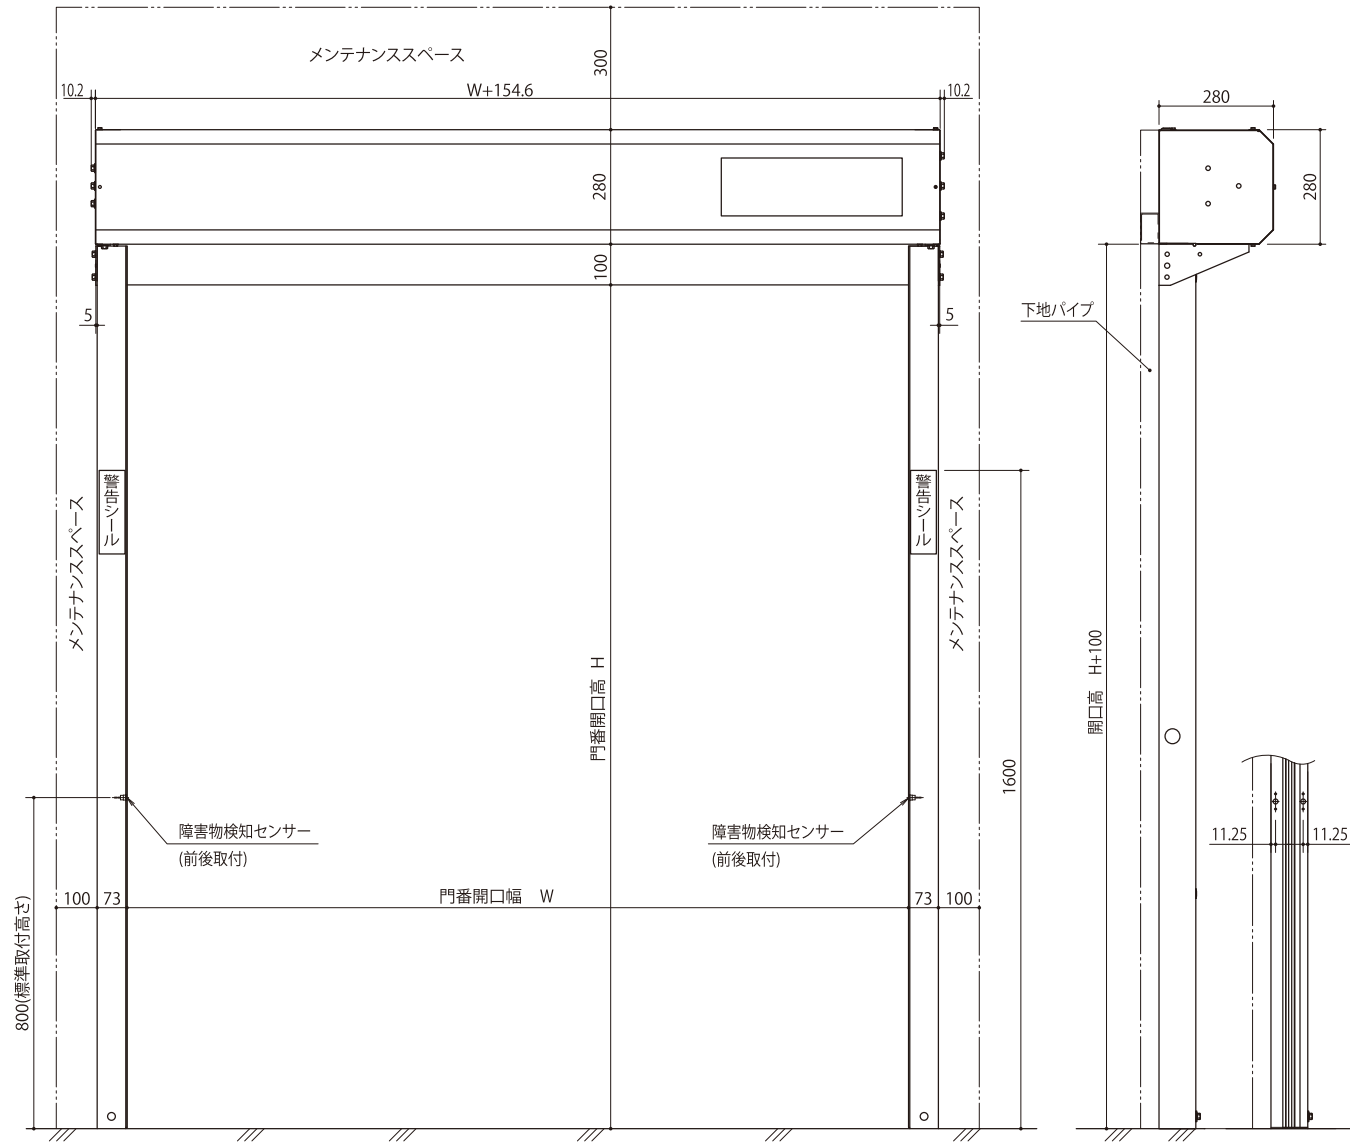 メンテナンススペース
300
10.2
W+154.6
10.2
280
280
280
100
5
5
下地パイプ
警告シール
警告シール
メンテナンススペース
メンテナンススペース
門番開口高 H
開口高 H+100
1600
障害物検知センサー
(前後取付)
障害物検知センサー
(前後取付)
11.25
11.25
100
73
門番開口幅 W
73
100
800(標準取付高さ)